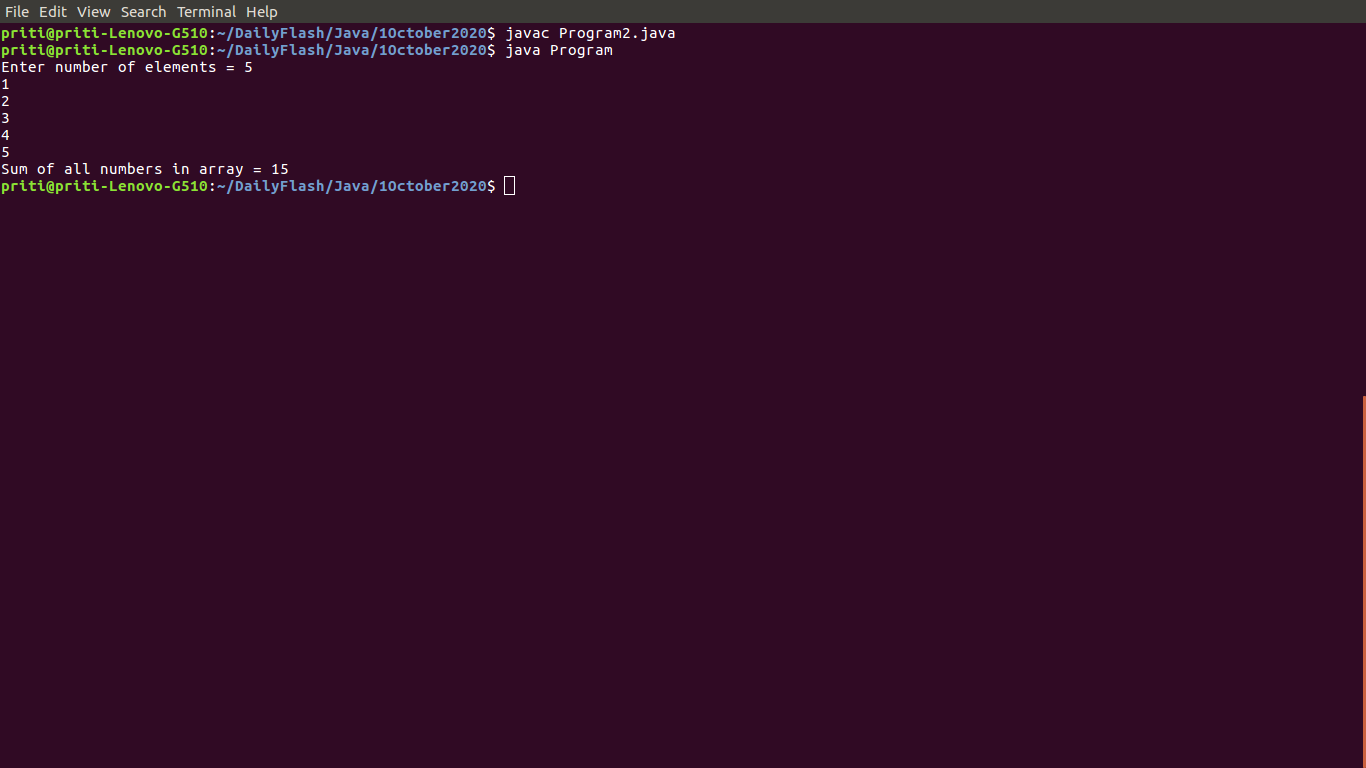 File Edit View Search Terminal Help
priti@priti-Lenovo-G510:~/DailyFlash/Java/1October2020$ javac Program2.java
priti@priti-Lenovo-G510:~/DailyFlash/Java/1October2020$ java Program
Enter number of elements = 5
1
2
3
4
5
Sum of all numbers in array = 15
priti@priti-Lenovo-G510:~/DailyFlash/Java/1October2020$